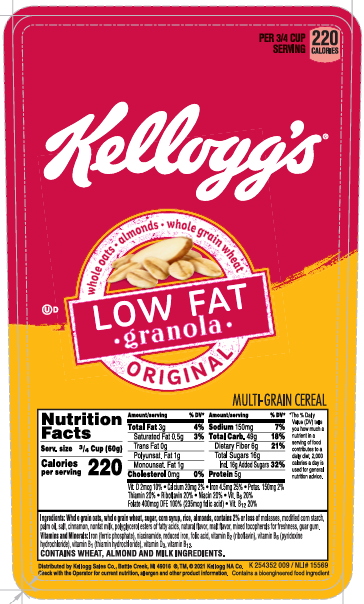 PER 3/4 CUP
SERVING
220
CALORIES
Kellogg's®
whole oats • almonds • whole grain wheat
LOW FAT
•granola•
ORIGINAL
UD
MULTI-GRAIN CEREAL
Nutrition
Facts
Serv. size 3/4 Cup (60g)
Calories
per serving 220
Amount/serving % DV*
Total Fat 3g 4%
Saturated Fat 0.5g 3%
Trans Fat 0g
Polyunsat. Fat 1g
Monounsat. Fat 1g
Cholesterol 0mg 0%
Amount/serving % DV*
Sodium 150mg 7%
Total Carb. 49g 18%
Dietary Fiber 6g 21%
Total Sugars 16g
Incl. 16g Added Sugars 32%
Protein 5g
Vit. D 2mcg 10% • Calcium 20mg 2% • Iron 4.5mg 25% • Potas. 150mg 2%
Thiamin 20% • Riboflavin 20% • Niacin 20% • Vit. B6 20%
Folate 400mcg DFE 100% (235mcg folic acid) • Vit. B12 20%
*The % Daily
Value (DV) tells
you how much a
nutrient in a
serving of food
contributes to a
daily diet. 2,000
calories a day is
used for general
nutrition advice.
Ingredients: Whole grain oats, whole grain wheat, sugar, corn syrup, rice, almonds, contains 2% or less of molasses, modified corn starch,
palm oil, salt, cinnamon, nonfat milk, polyglycerol esters of fatty acids, natural flavor, malt flavor, mixed tocopherols for freshness, guar gum.
Vitamins and Minerals: Iron (ferric phosphate), niacinamide, reduced iron, folic acid, vitamin B2 (riboflavin), vitamin B6 (pyridoxine
hydrochloride), vitamin B1 (thiamin hydrochloride), vitamin D3, vitamin B12.
CONTAINS WHEAT, ALMOND AND MILK INGREDIENTS.
Distributed by Kellogg Sales Co., Battle Creek, MI 49016 ®, TM, © 2021 Kellogg NA Co. K 254352 009 / NLI# 15569
Check with the Operator for current nutrition, allergen and other product information. Contains a bioengineered food ingredient